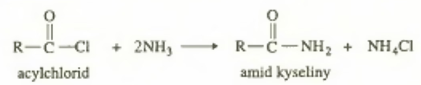 O O
R—C—Cl + 2NH₃ ⟶ R—C—NH₂ + NH₄Cl
acylchlorid amid kyseliny